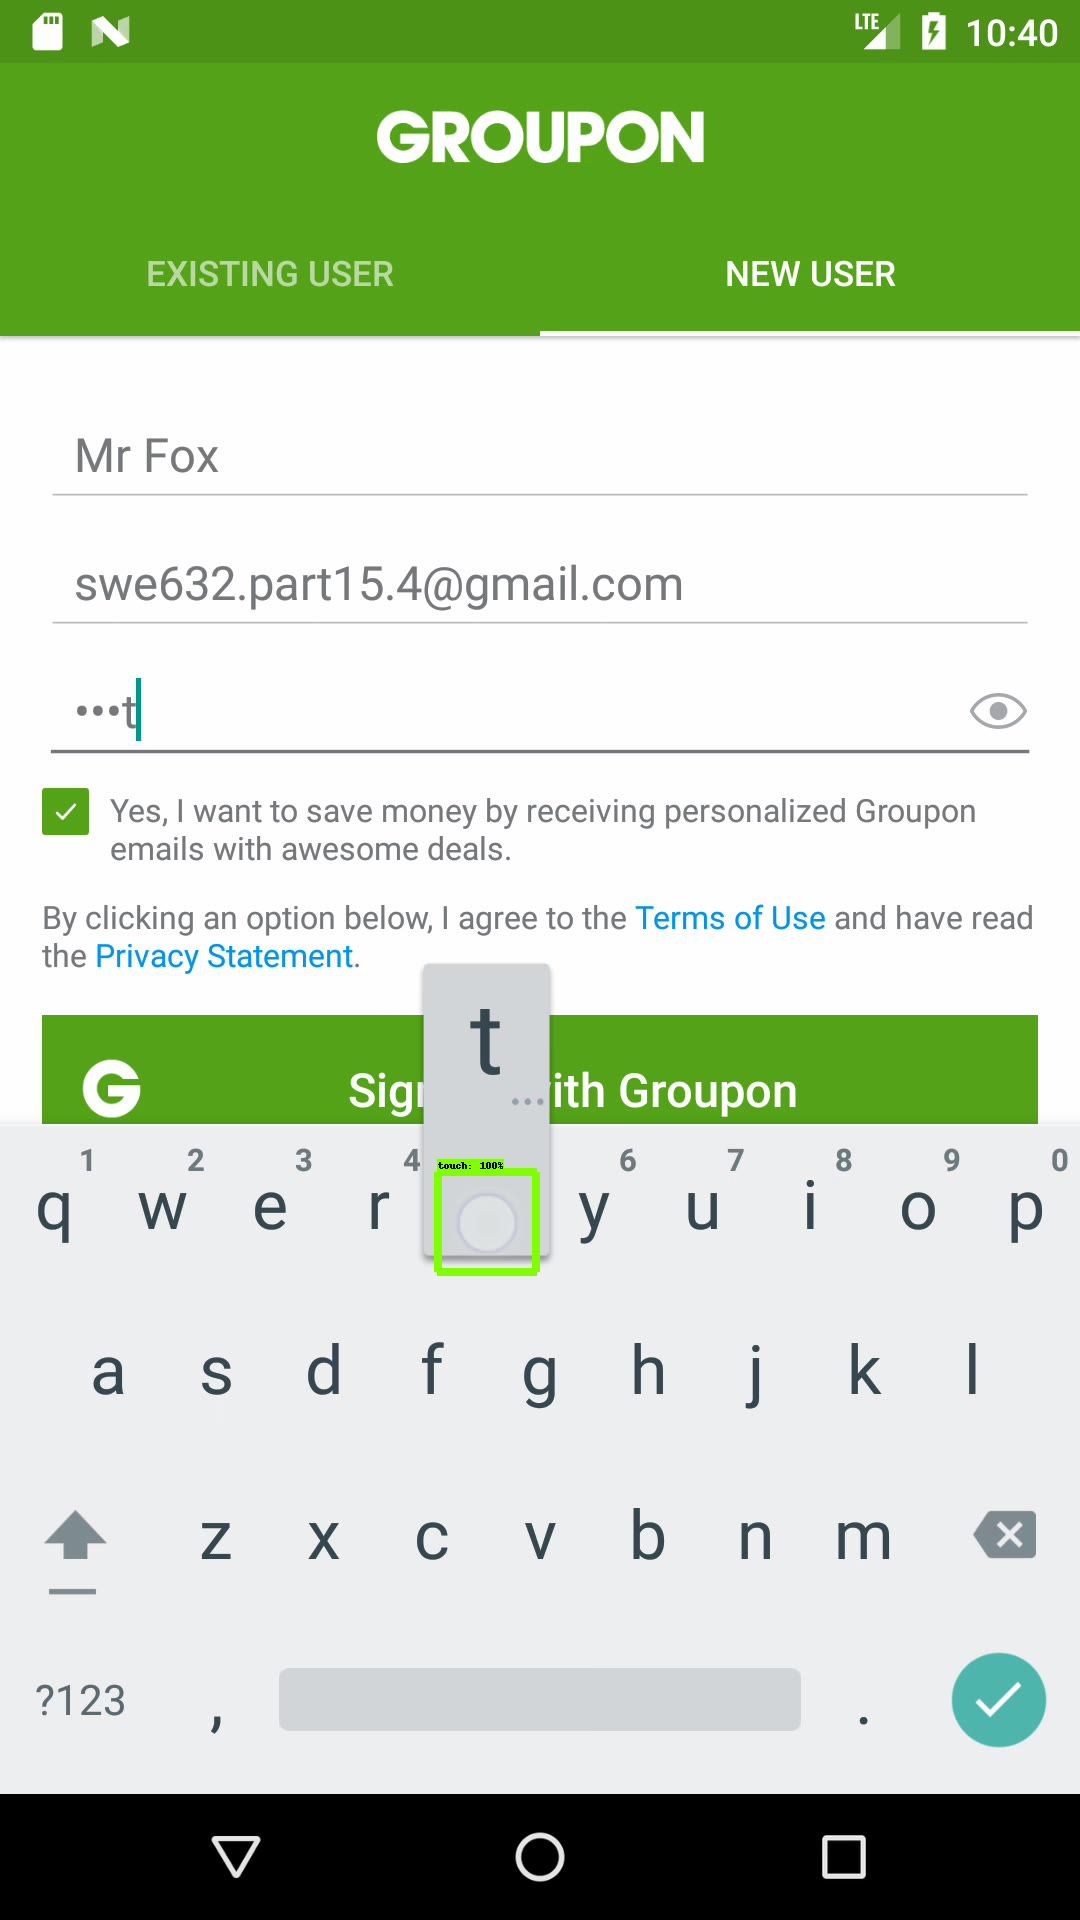 LTE 10:40
GROUPON
EXISTING USER NEW USER
Mr Fox
swe632.part15.4@gmail.com
•••t
Yes, I want to save money by receiving personalized Groupon
emails with awesome deals.
By clicking an option below, I agree to the Terms of Use and have read
the Privacy Statement.
t
...
G Sig ith Groupon
touch: 100%
1 2 3 4 6 7 8 9 0
q w e r y u i o p
a s d f g h j k l
z x c v b n m
?123 , .